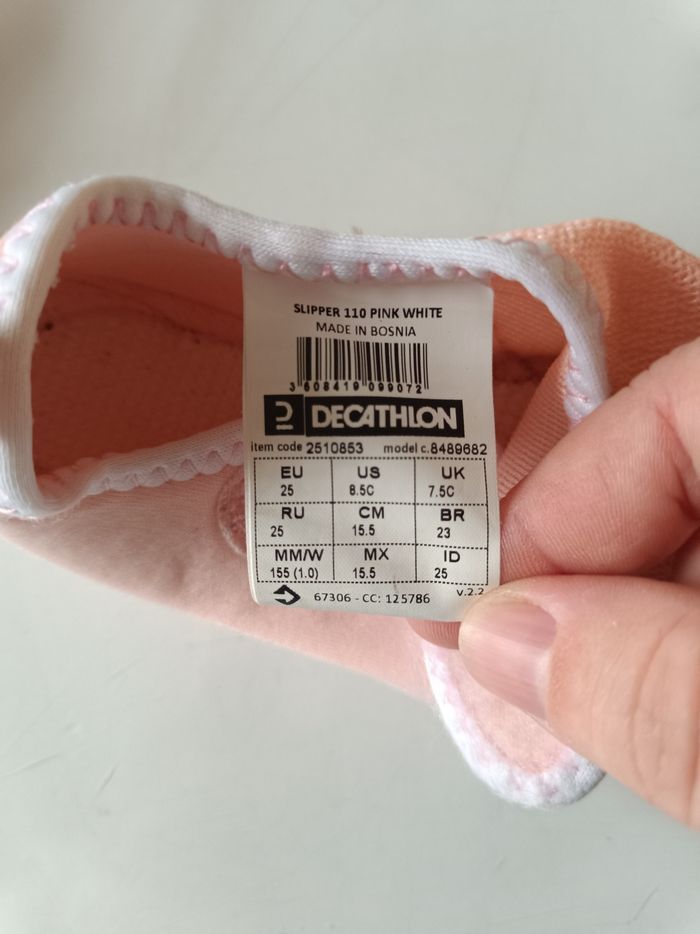 SLIPPER 110 PINK WHITE
MADE IN BOSNIA
3 608419 099072
DECATHLON
item code 2510853 model c.8489682
EU US UK
25 8.5C 7.5C
RU CM BR
25 15.5 23
MM/W MX ID
155 (1.0) 15.5 25
67306 - CC: 125786 v.2.2